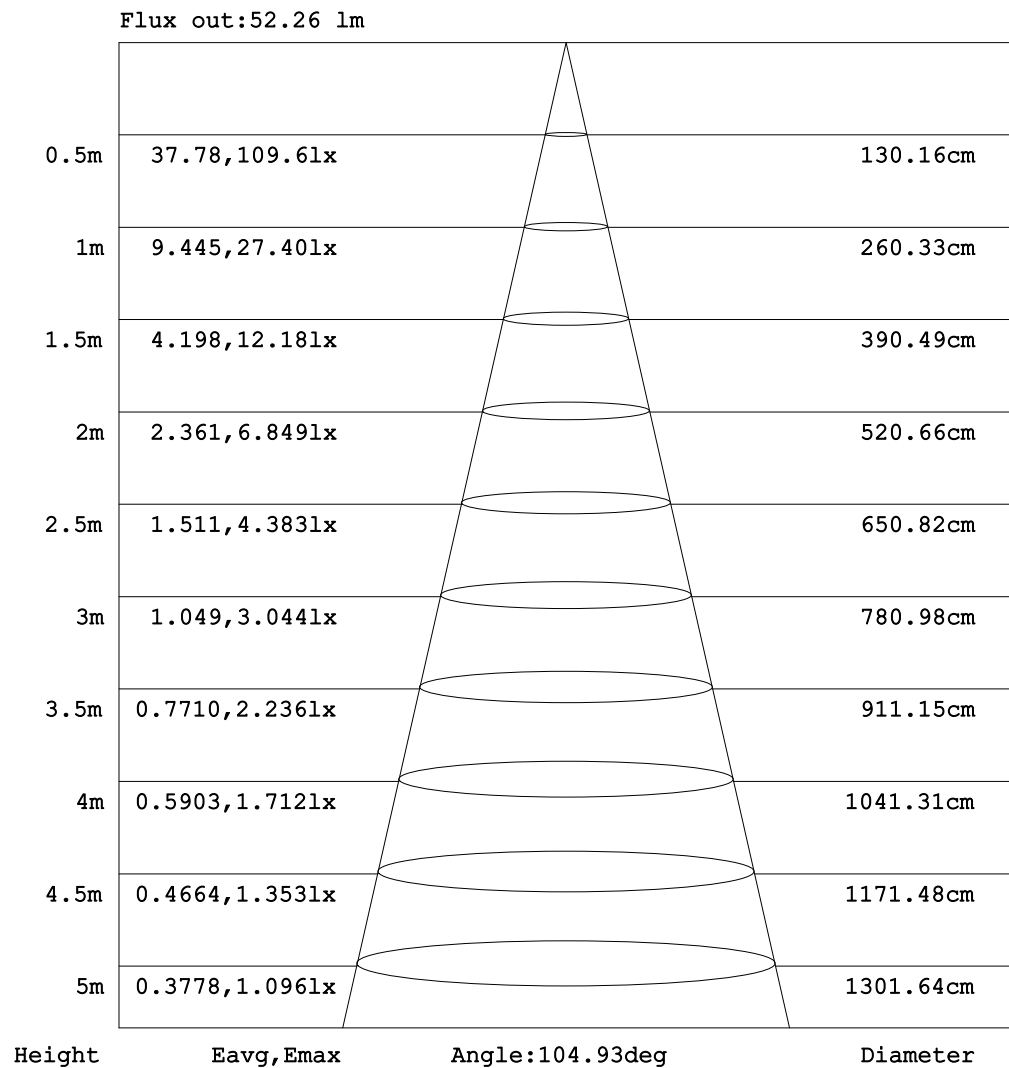 Flux out:52.26 lm
0.5m 37.78,109.6lx 130.16cm
1m 9.445,27.40lx 260.33cm
1.5m 4.198,12.18lx 390.49cm
2m 2.361,6.849lx 520.66cm
2.5m 1.511,4.383lx 650.82cm
3m 1.049,3.044lx 780.98cm
3.5m 0.7710,2.236lx 911.15cm
4m 0.5903,1.712lx 1041.31cm
4.5m 0.4664,1.353lx 1171.48cm
5m 0.3778,1.096lx 1301.64cm
Height Eavg,Emax Angle:104.93deg Diameter